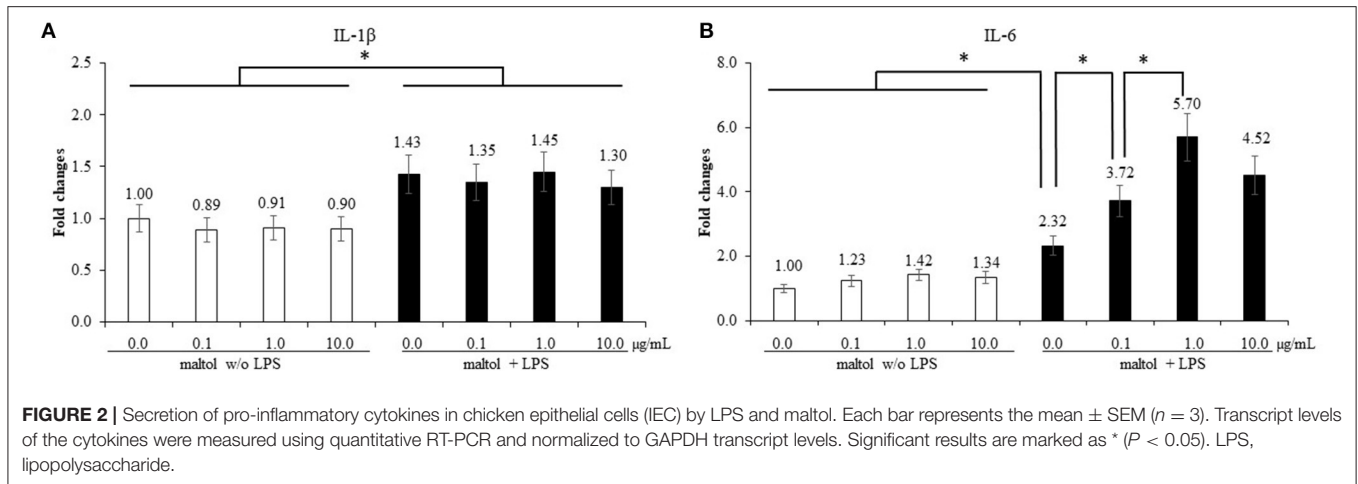 A
IL-1β
*
2.5
2.0
1.5
1.0
0.5
0.0
Fold changes
1.00
0.89
0.91
0.90
1.43
1.35
1.45
1.30
0.0 0.1 1.0 10.0 0.0 0.1 1.0 10.0 μg/mL
maltol w/o LPS maltol + LPS
B
IL-6
* * *
8.0
6.0
4.0
2.0
0.0
Fold changes
1.00
1.23
1.42
1.34
2.32
3.72
5.70
4.52
0.0 0.1 1.0 10.0 0.0 0.1 1.0 10.0 μg/mL
maltol w/o LPS maltol + LPS
FIGURE 2 | Secretion of pro-inflammatory cytokines in chicken epithelial cells (IEC) by LPS and maltol. Each bar represents the mean ± SEM (n = 3). Transcript levels
of the cytokines were measured using quantitative RT-PCR and normalized to GAPDH transcript levels. Significant results are marked as * (P < 0.05). LPS,
lipopolysaccharide.